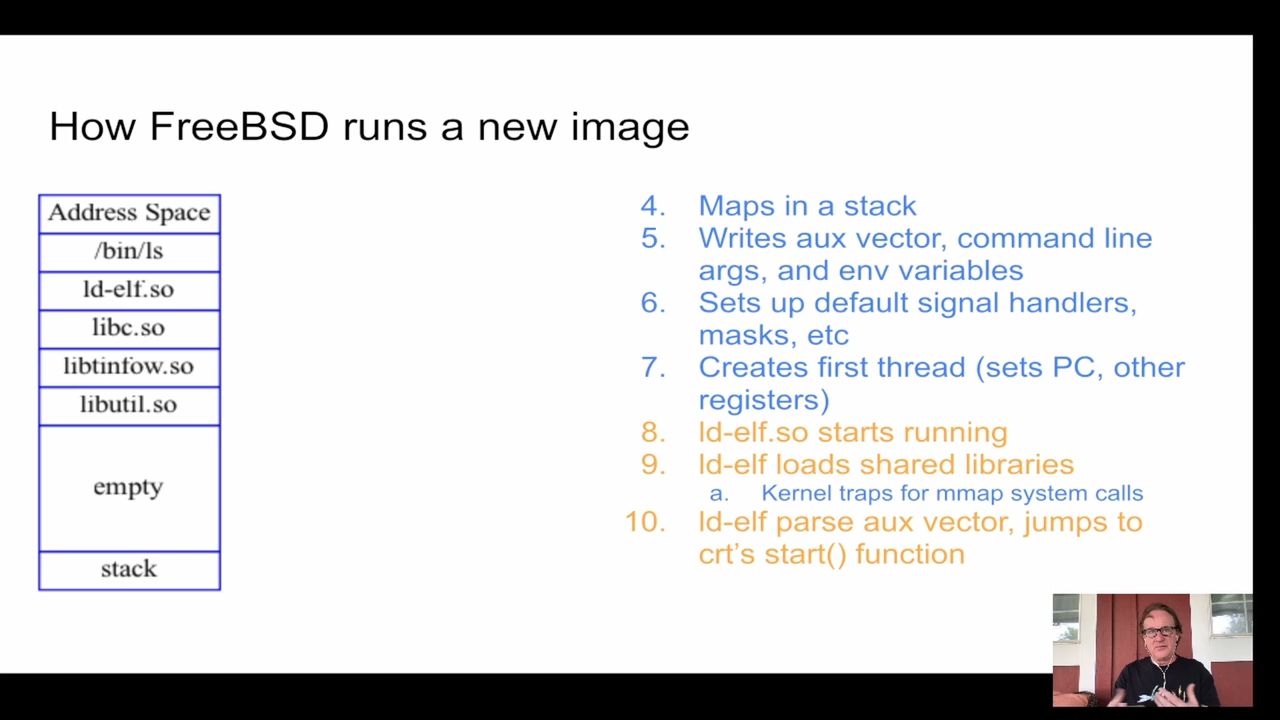 How FreeBSD runs a new image
Address Space
/bin/ls
ld-elf.so
libc.so
libtinfow.so
libutil.so
empty
stack
4. Maps in a stack
5. Writes aux vector, command line
args, and env variables
6. Sets up default signal handlers,
masks, etc
7. Creates first thread (sets PC, other
registers)
8. ld-elf.so starts running
9. ld-elf loads shared libraries
a. Kernel traps for mmap system calls
10. ld-elf parse aux vector, jumps to
crt's start() function